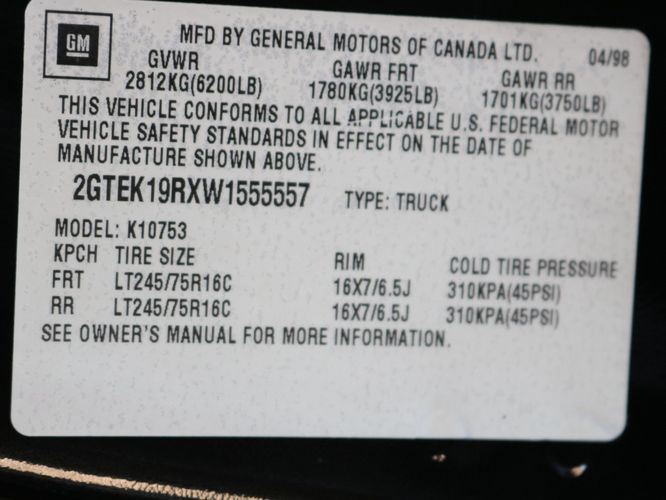 GM
MFD BY GENERAL MOTORS OF CANADA LTD. 04/98
GVWR GAWR FRT GAWR RR
2812KG(6200LB) 1780KG(3925LB) 1701KG(3750LB)
THIS VEHICLE CONFORMS TO ALL APPLICABLE U.S. FEDERAL MOTOR
VEHICLE SAFETY STANDARDS IN EFFECT ON THE DATE OF
MANUFACTURE SHOWN ABOVE.
2GTEK19RXW1555557 TYPE: TRUCK
MODEL: K10753
KPCH TIRE SIZE RIM COLD TIRE PRESSURE
FRT LT245/75R16C 16X7/6.5J 310KPA(45PSI)
RR LT245/75R16C 16X7/6.5J 310KPA(45PSI)
SEE OWNER'S MANUAL FOR MORE INFORMATION.